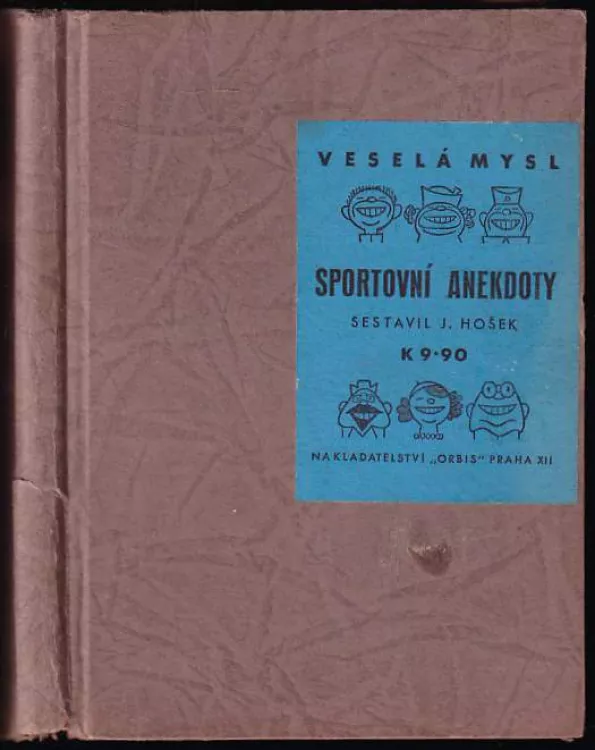 VESELÁ MYSL
SPORTOVNÍ ANEKDOTY
SESTAVIL J. HOŠEK
K 9·90
NAKLADATELSTVÍ „ORBIS" PRAHA XII